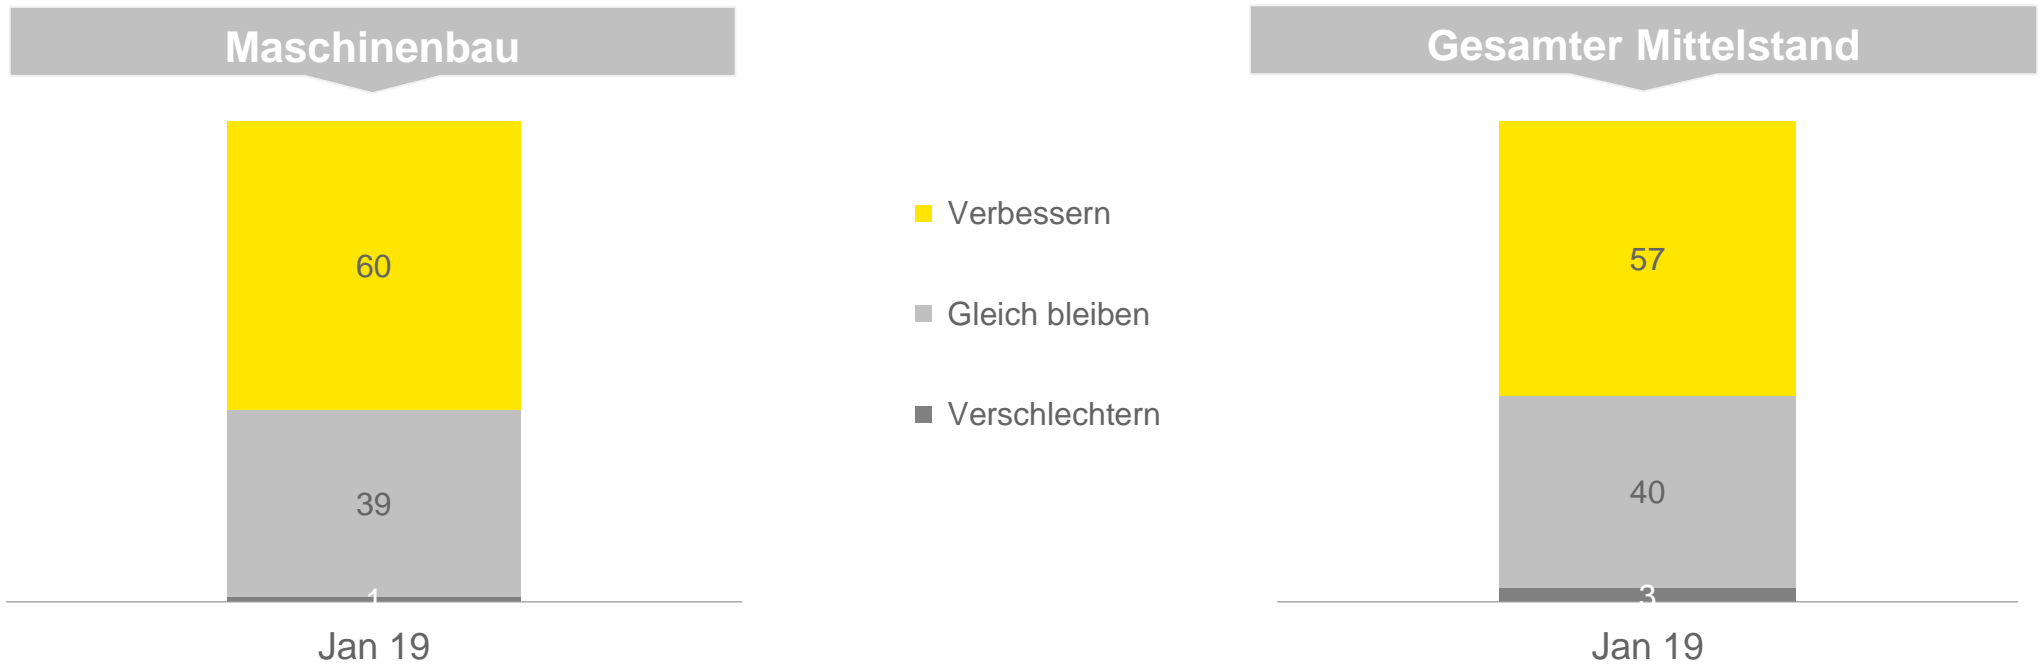 Maschinenbau
60
39
1
Jan 19
Verbessern
Gleich bleiben
Verschlechtern
Gesamter Mittelstand
57
40
3
Jan 19